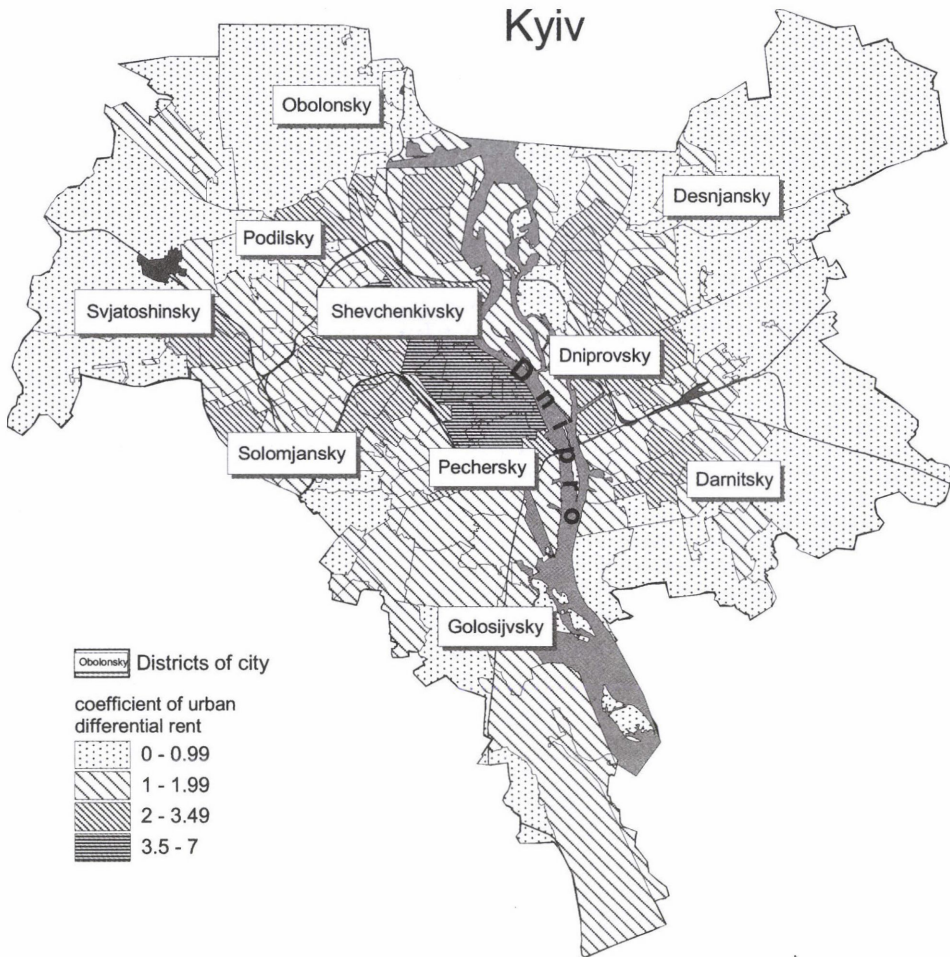 Kyiv
Obolonsky
Desnjansky
Podilsky
Svjatoshinsky
Shevchenkivsky
Dniprovsky
Dnipro
Solomjansky
Pechersky
Darnitsky
Golosijvsky
Obolonsky Districts of city
coefficient of urban
differential rent
0 - 0.99
1 - 1.99
2 - 3.49
3.5 - 7